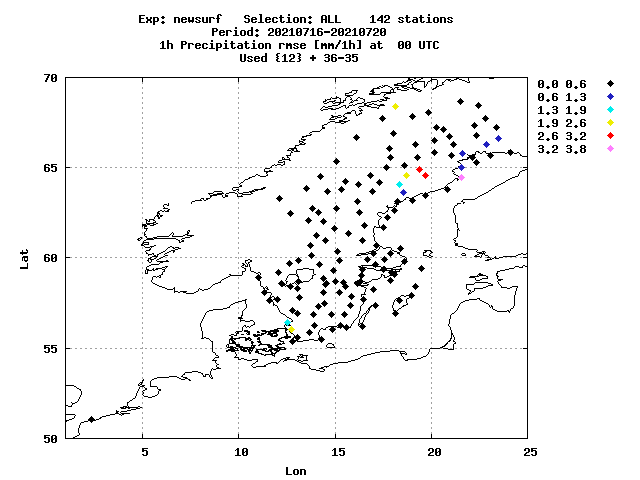 Exp: newsurf   Selection: ALL    142 stations
Period: 20210716-20210720
1h Precipitation rmse [mm/1h] at  00 UTC
Used {12} + 36-35
0.0 0.6
0.6 1.3
1.3 1.9
1.9 2.6
2.6 3.2
3.2 3.8
70
65
60
55
50
Lat
5 10 15 20 25
Lon